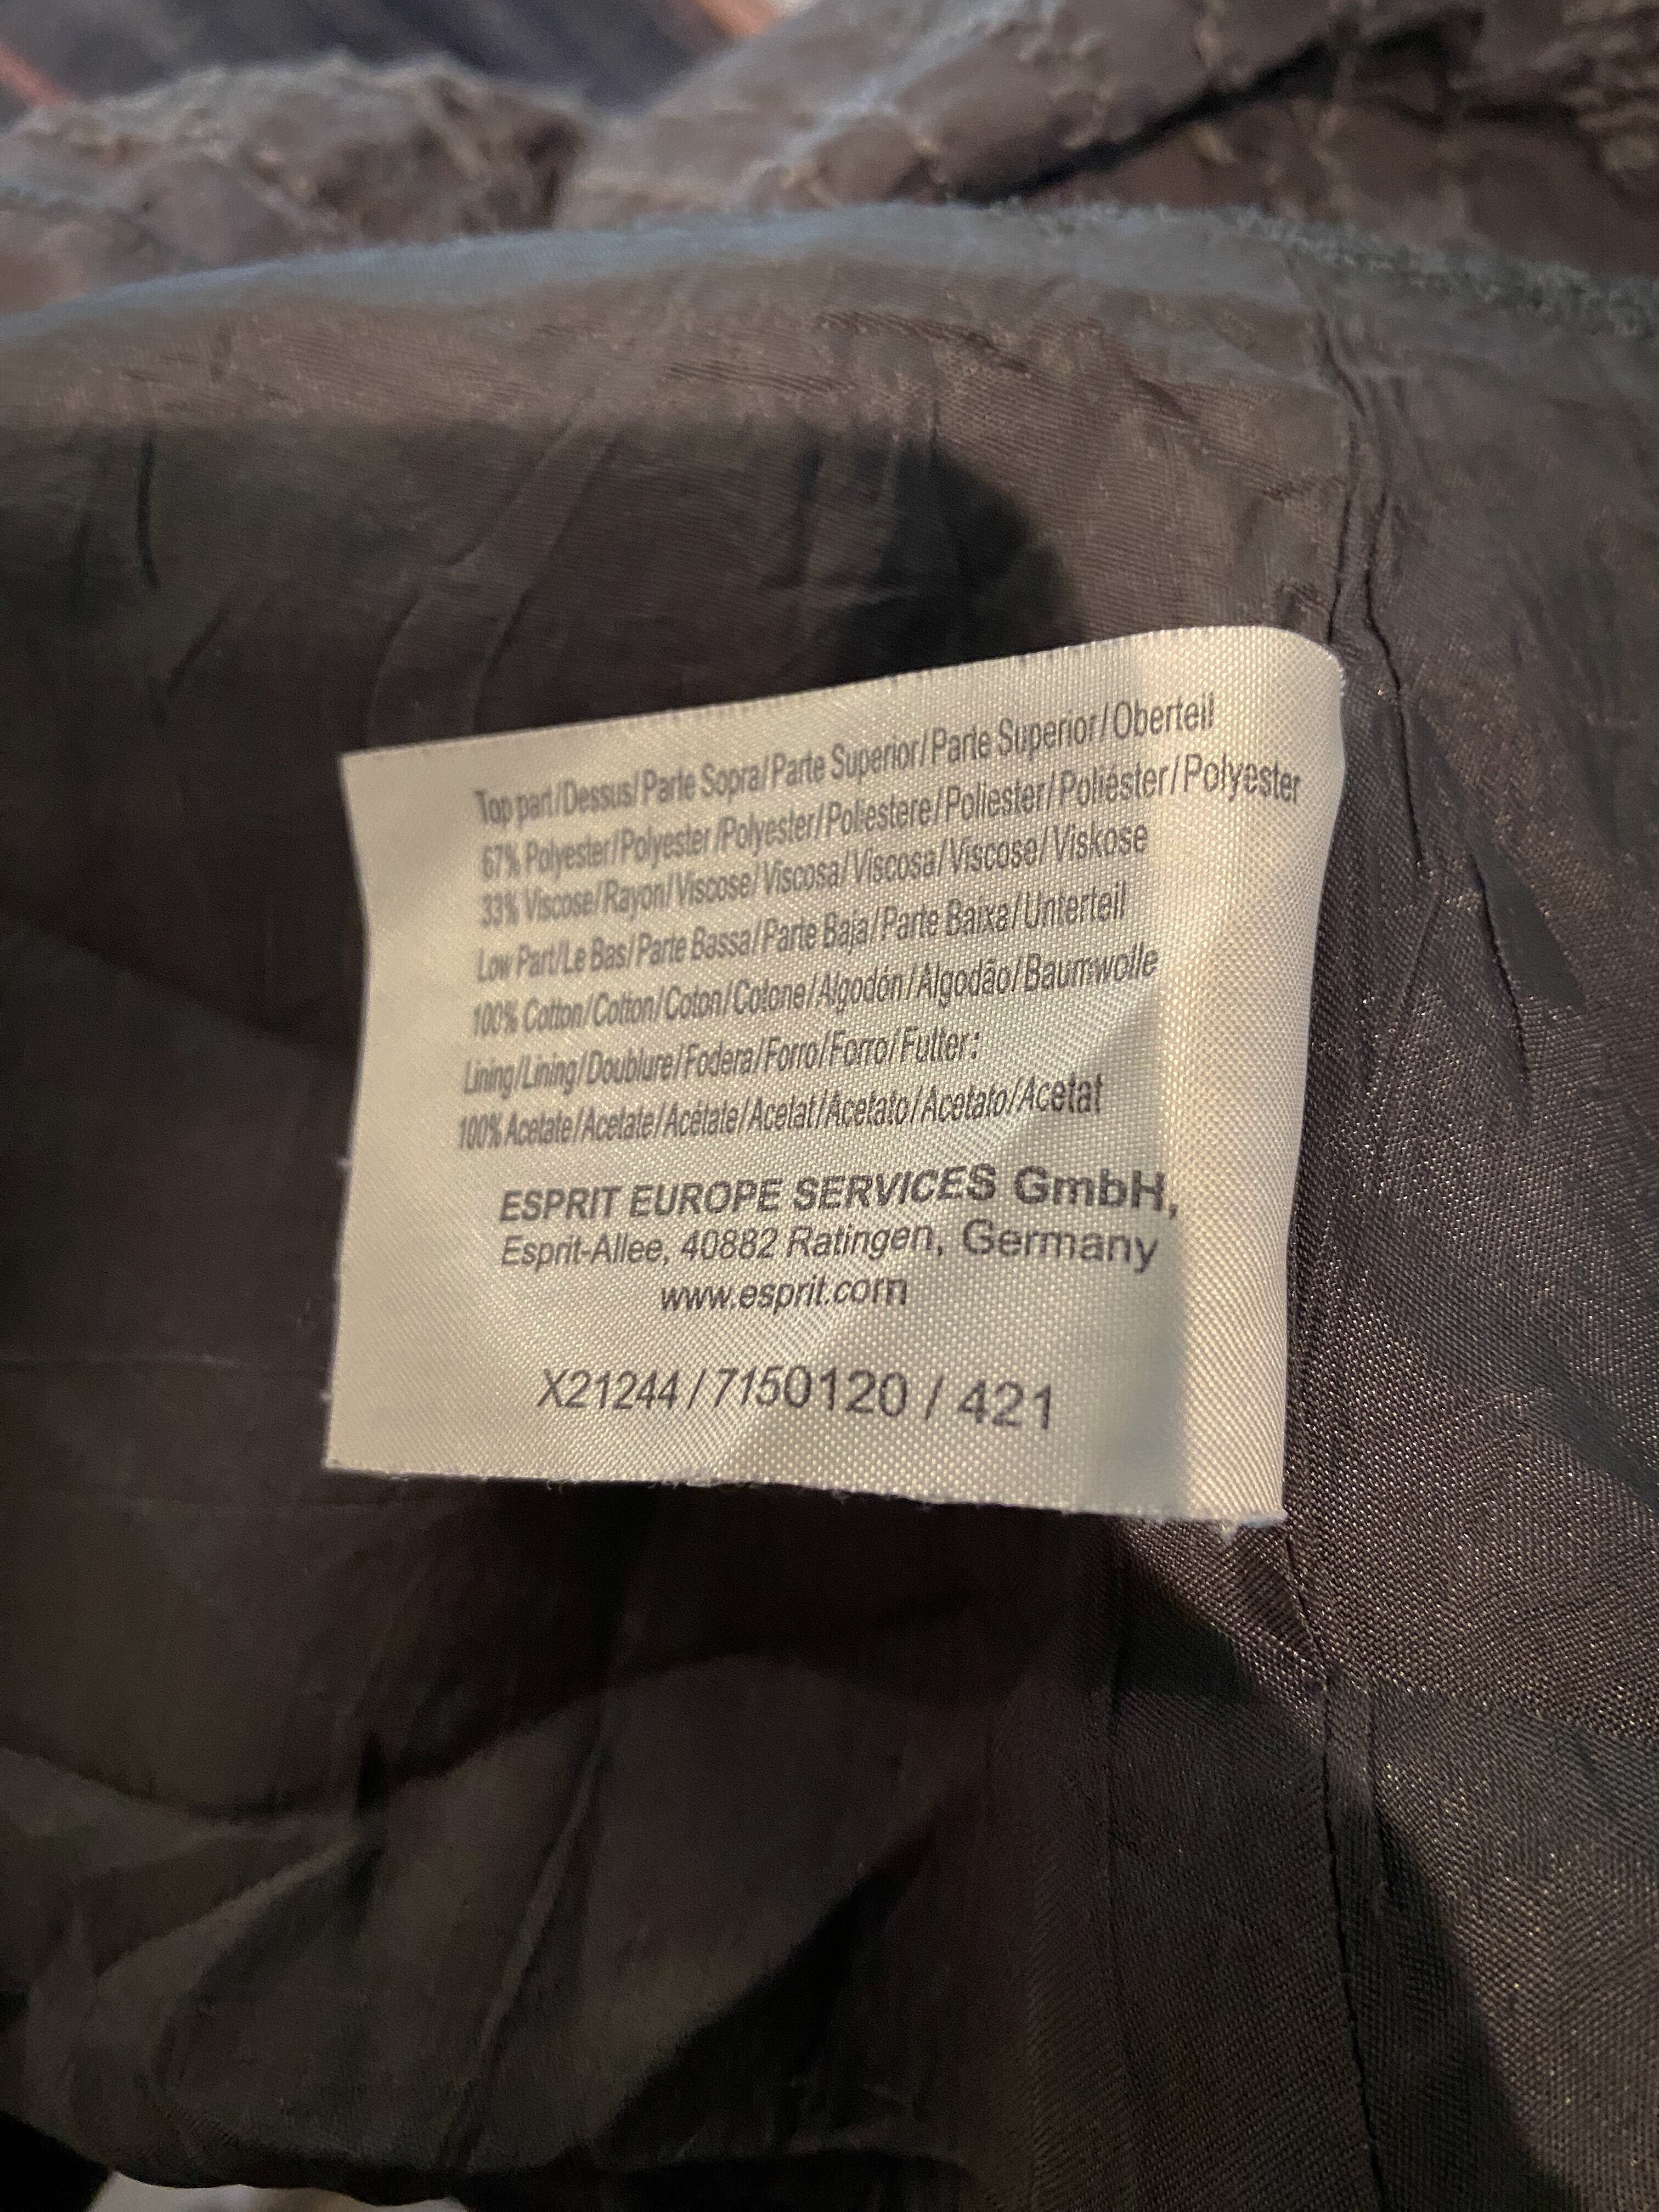 Top part/Dessus/Parte Sopra/Parte Superior/Parte Superior/Oberteil
67% Polyester/Polyester/Polyester/Poliestere/Poliester/Poliéster/Polyester
33% Viscose/Rayon/Viscose/Viscosa/Viscosa/Viscose/Viskose
Low Part/Le Bas/Parte Bassa/Parte Baja/Parte Baixa/Unterteil
100% Cotton/Cotton/Coton/Cotone/Algodón/Algodão/Baumwolle
Lining/Lining/Doublure/Fodera/Forro/Forro/Futter:
100% Acetate/Acetate/Acétate/Acetat/Acetato/Acetato/Acetat
ESPRIT EUROPE SERVICES GmbH,
Esprit-Allee, 40882 Ratingen, Germany
www.esprit.com
X21244 / 7150120 / 421